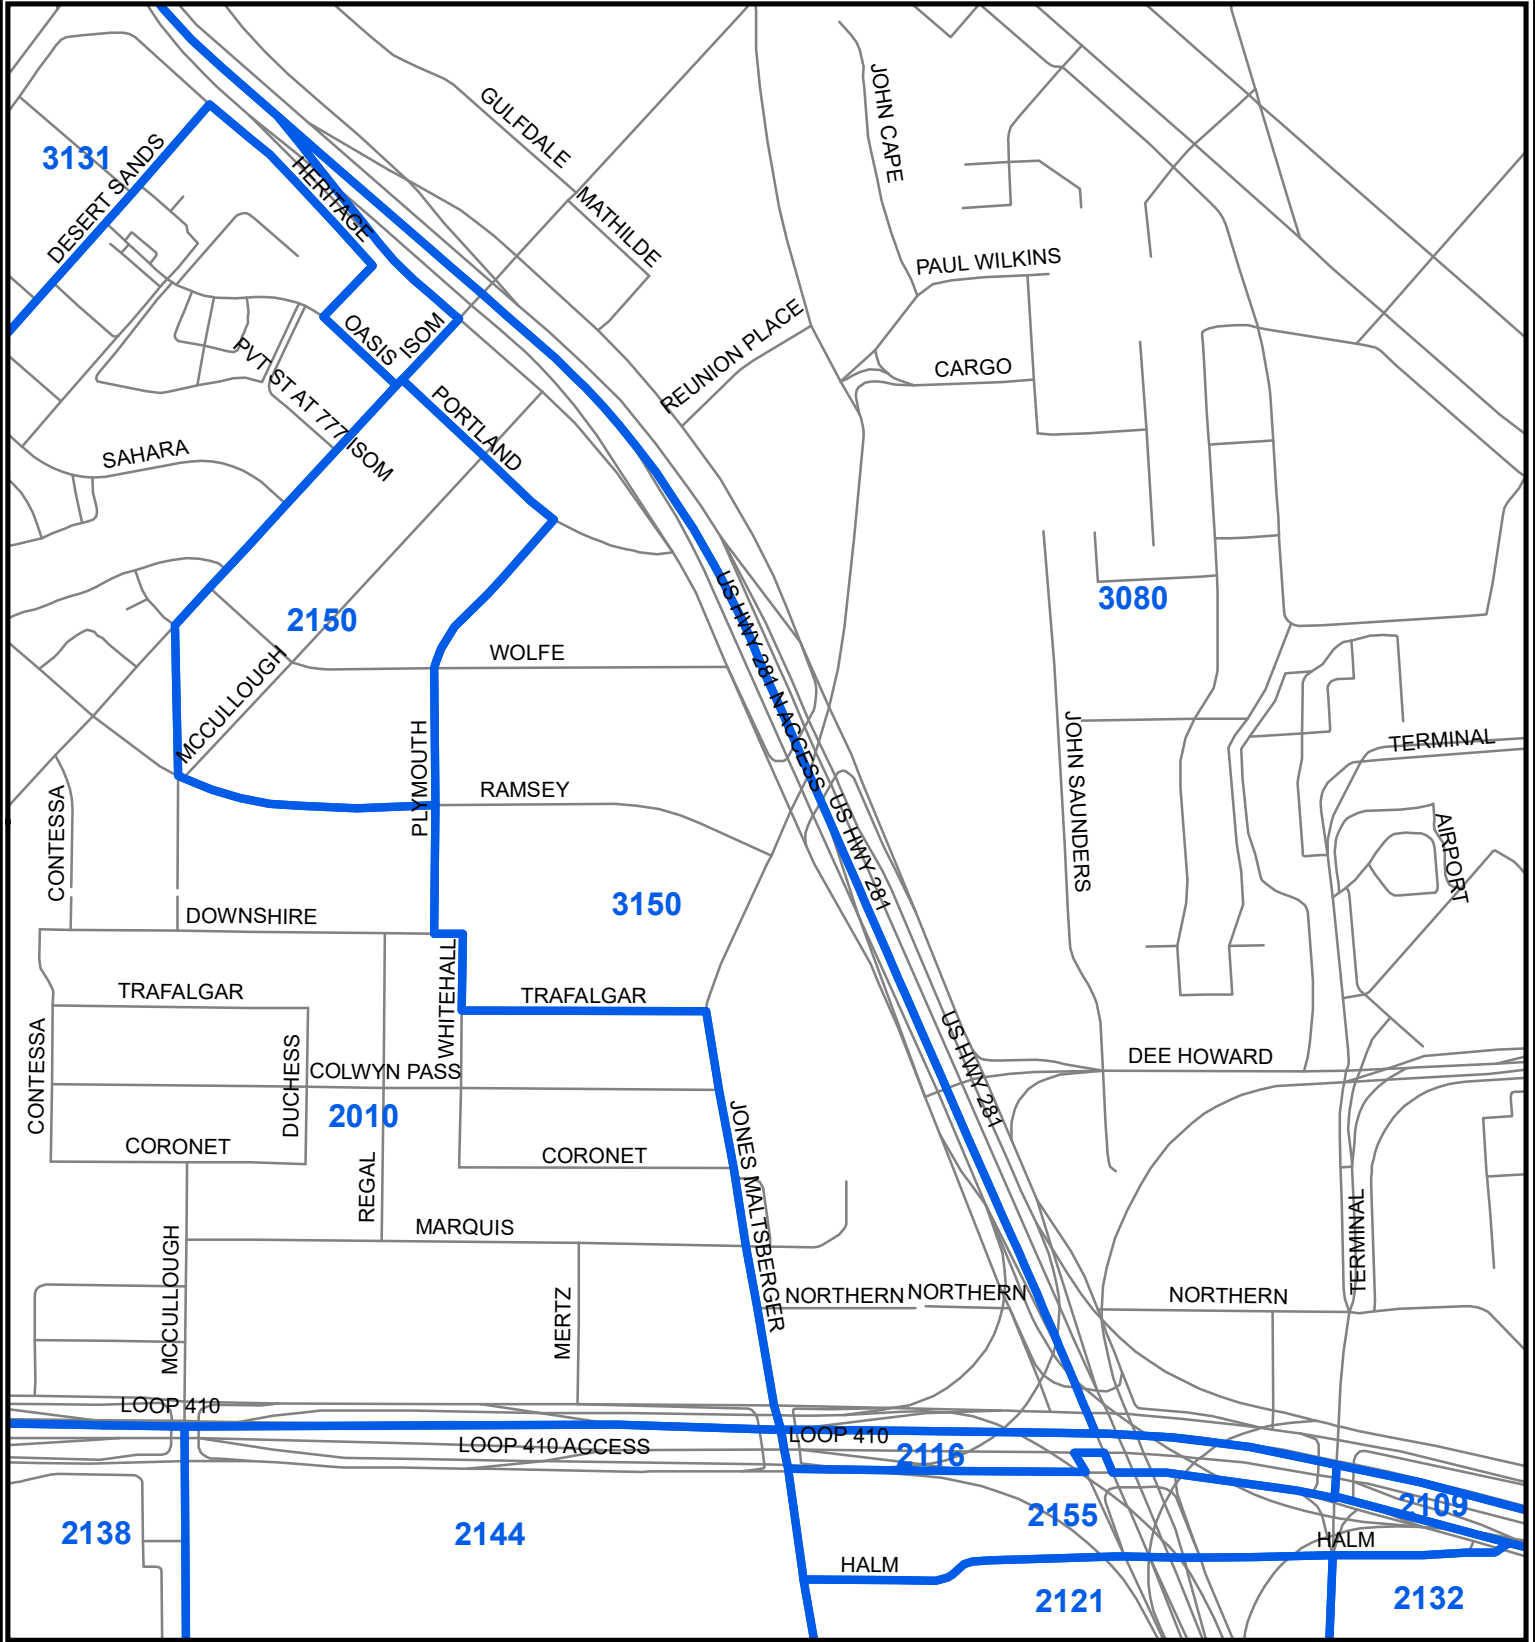 GULFDALE
JOHN CAPE
3131
DESERT SANDS
HERITAGE
MATHILDE
PAUL WILKINS
REUNION PLACE
OASIS
ISOM
CARGO
PVT ST AT 777 ISOM
PORTLAND
SAHARA
US HWY 281 N ACCESS
3080
2150
WOLFE
MCCULLOUGH
PLYMOUTH
JOHN SAUNDERS
TERMINAL
RAMSEY
CONTESSA
US HWY 281
AIRPORT
3150
DOWNSHIRE
WHITEHALL
TRAFALGAR
TRAFALGAR
CONTESSA
DUCHESS
US HWY 281
DEE HOWARD
COLWYN PASS
2010
JONES MALTSBERGER
CORONET
CORONET
REGAL
TERMINAL
MARQUIS
MCCULLOUGH
MERTZ
NORTHERN
NORTHERN
NORTHERN
LOOP 410
LOOP 410
LOOP 410 ACCESS
2116
2109
2155
2138
2144
HALM
HALM
2121
2132